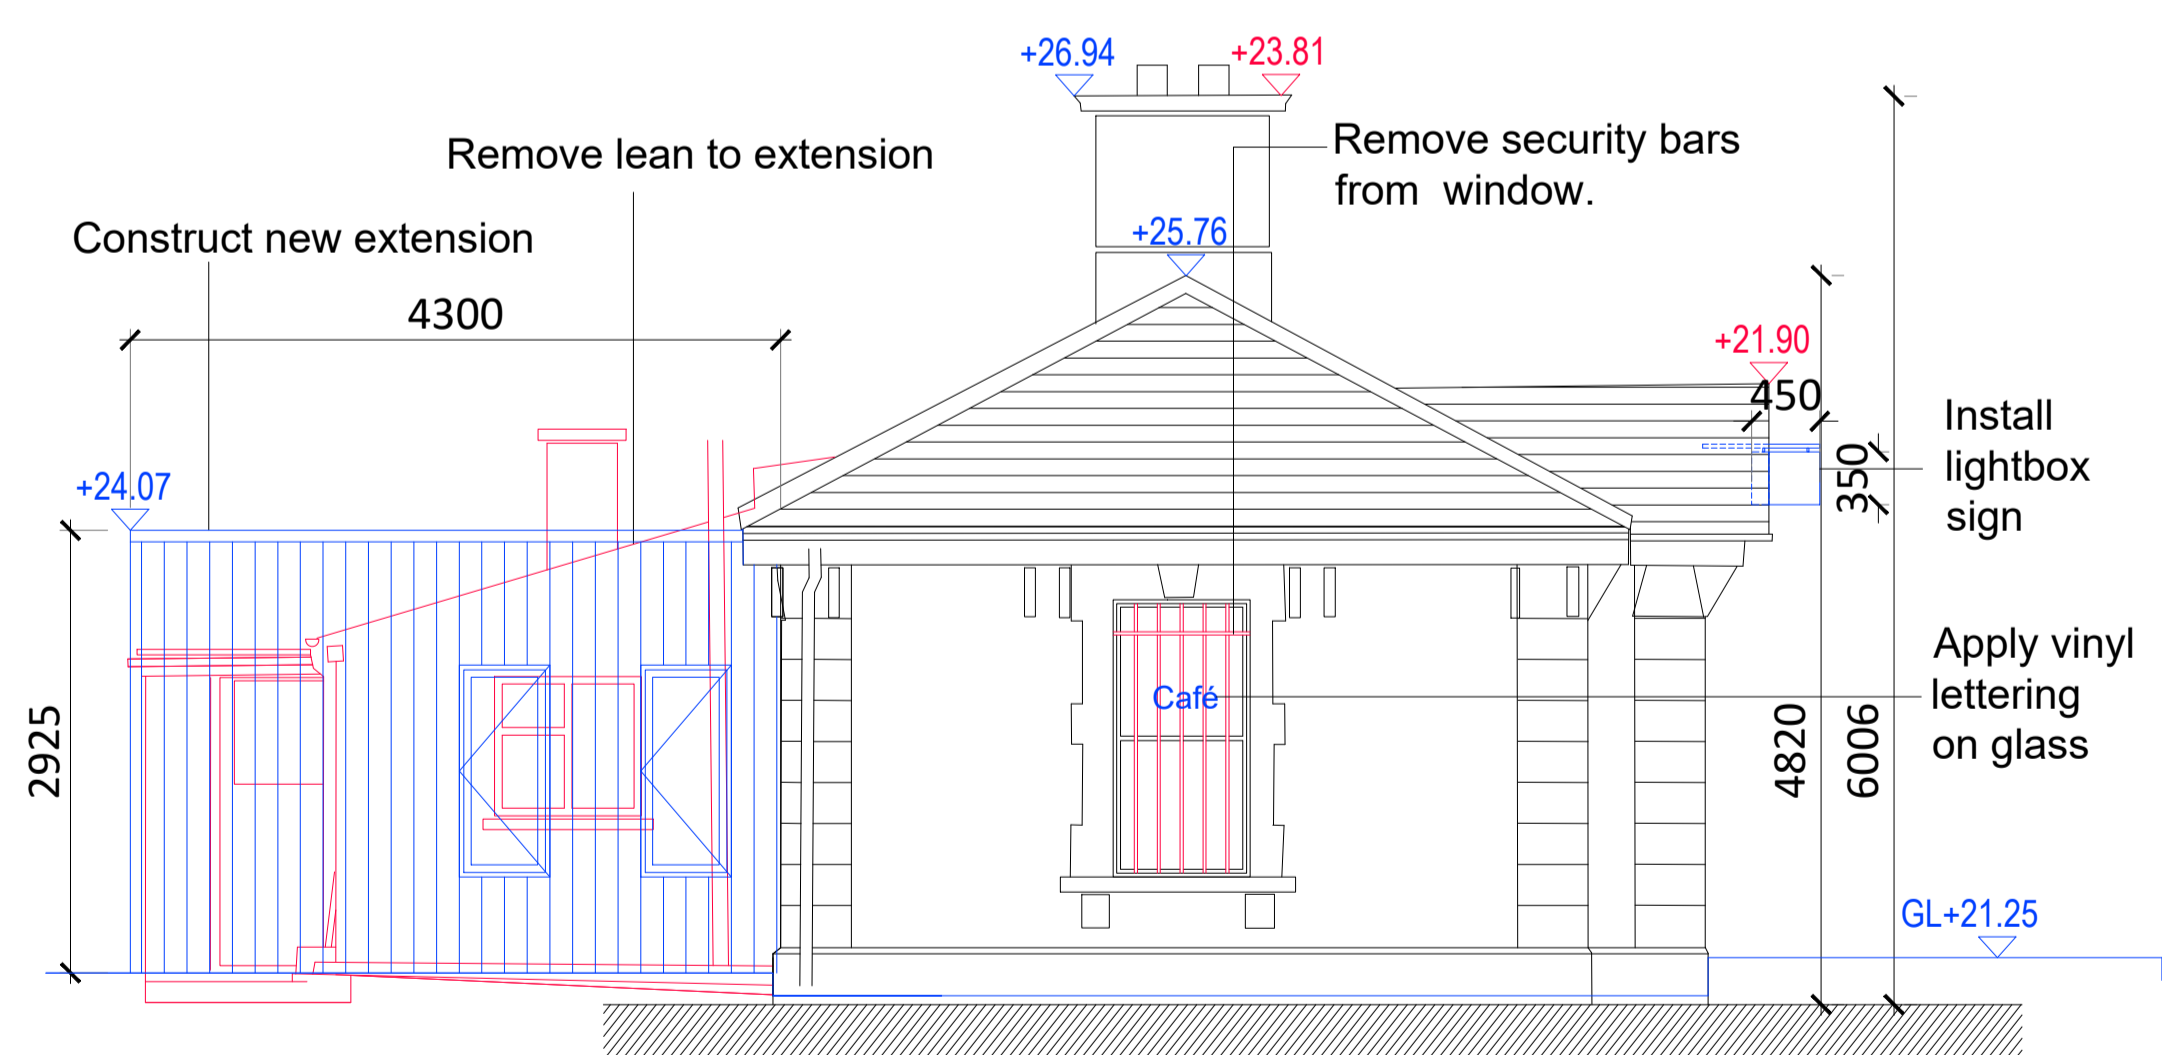 +26.94
+23.81
Remove lean to extension
Remove security bars
from window.
Construct new extension
+25.76
4300
+21.90
450
Install
lightbox
sign
350
+24.07
Apply vinyl
lettering
on glass
Café
2925
4820
6006
GL+21.25